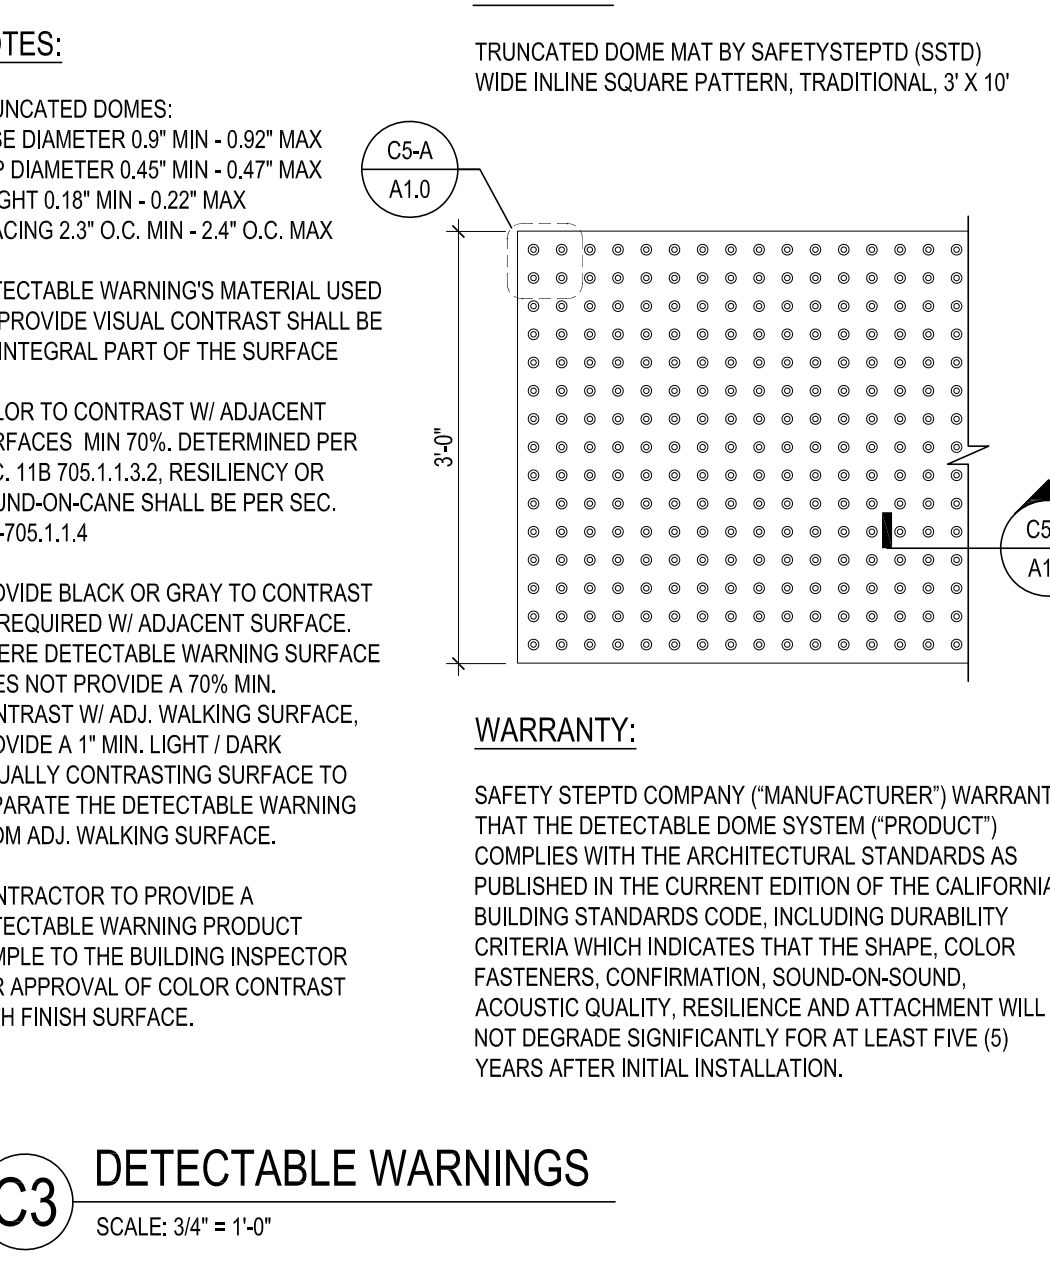 OTES:
UNCATED DOMES:
SE DIAMETER 0.9" MIN - 0.92" MAX
P DIAMETER 0.45" MIN - 0.47" MAX
GHT 0.18" MIN - 0.22" MAX
ACING 2.3" O.C. MIN - 2.4" O.C. MAX
TECTABLE WARNING'S MATERIAL USED
PROVIDE VISUAL CONTRAST SHALL BE
INTEGRAL PART OF THE SURFACE
LOR TO CONTRAST W/ ADJACENT
RFACES MIN 70%. DETERMINED PER
C. 11B 705.1.1.3.2, RESILIENCY OR
UND-ON-CANE SHALL BE PER SEC.
-705.1.1.4
OVIDE BLACK OR GRAY TO CONTRAST
REQUIRED W/ ADJACENT SURFACE.
ERE DETECTABLE WARNING SURFACE
ES NOT PROVIDE A 70% MIN.
NTRAST W/ ADJ. WALKING SURFACE,
OVIDE A 1" MIN. LIGHT / DARK
UALLY CONTRASTING SURFACE TO
PARATE THE DETECTABLE WARNING
OM ADJ. WALKING SURFACE.
NTRACTOR TO PROVIDE A
TECTABLE WARNING PRODUCT
MPLE TO THE BUILDING INSPECTOR
R APPROVAL OF COLOR CONTRAST
TH FINISH SURFACE.
TRUNCATED DOME MAT BY SAFETYSTEPTD (SSTD)
WIDE INLINE SQUARE PATTERN, TRADITIONAL, 3' X 10'
C5-A
A1.0
3'-0"
C5
A1
WARRANTY:
SAFETY STEPTD COMPANY (“MANUFACTURER”) WARRANT
THAT THE DETECTABLE DOME SYSTEM (“PRODUCT”)
COMPLIES WITH THE ARCHITECTURAL STANDARDS AS
PUBLISHED IN THE CURRENT EDITION OF THE CALIFORNIA
BUILDING STANDARDS CODE, INCLUDING DURABILITY
CRITERIA WHICH INDICATES THAT THE SHAPE, COLOR
FASTENERS, CONFIRMATION, SOUND-ON-SOUND,
ACOUSTIC QUALITY, RESILIENCE AND ATTACHMENT WILL
NOT DEGRADE SIGNIFICANTLY FOR AT LEAST FIVE (5)
YEARS AFTER INITIAL INSTALLATION.
C3
DETECTABLE WARNINGS
SCALE: 3/4" = 1'-0"